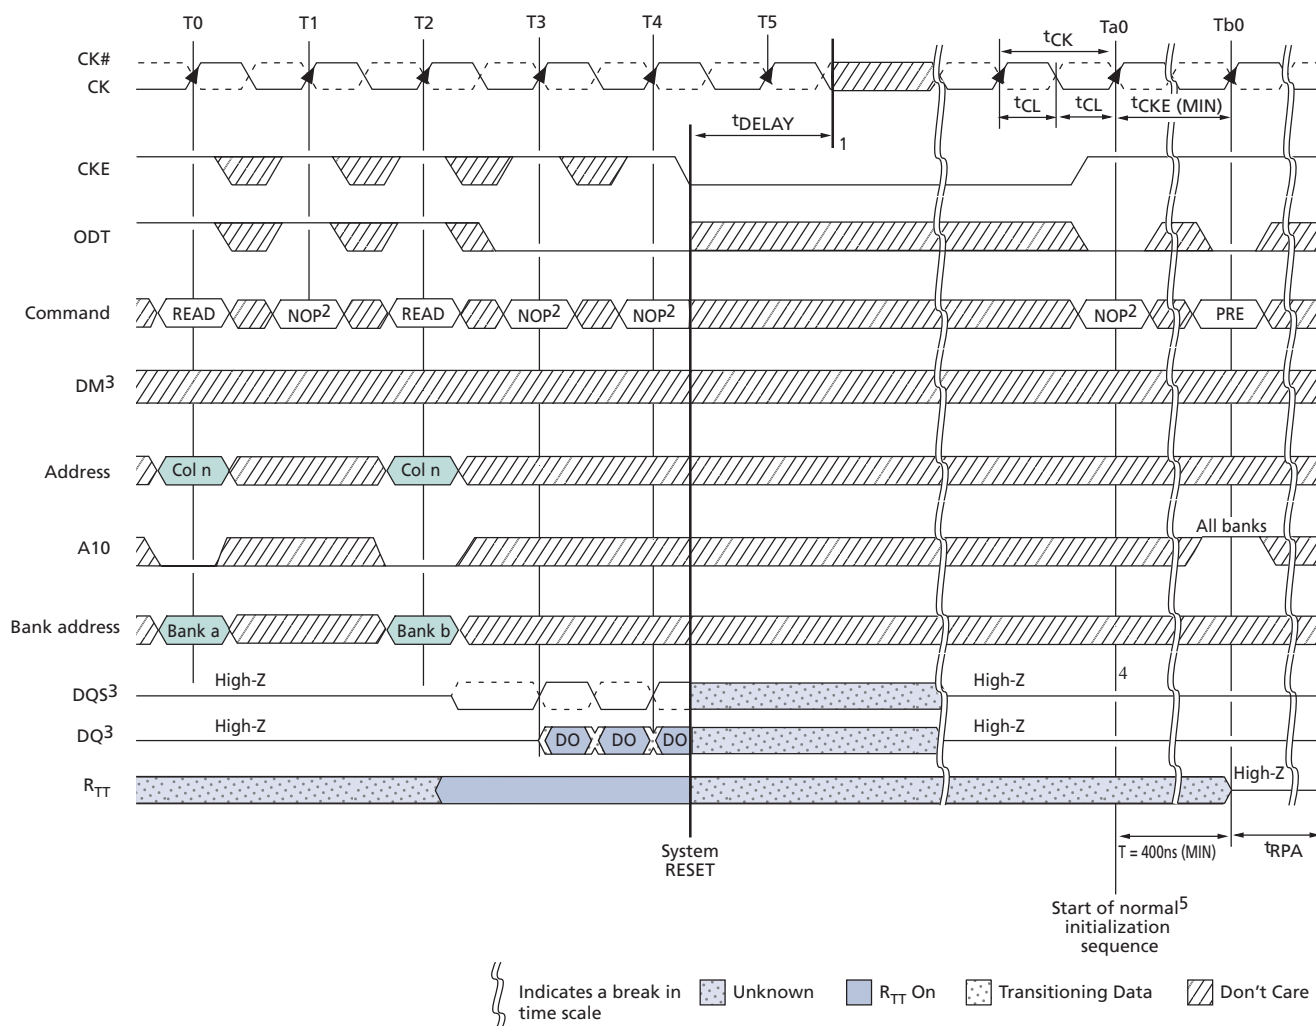 T0 T1 T2 T3 T4 T5 Ta0 Tb0
CK#
CK
tCK
tCL tCL tCKE (MIN)
tDELAY
1
CKE
ODT
Command READ NOP2 READ NOP2 NOP2 NOP2 PRE
DM3
Address Col n Col n
All banks
A10
Bank address Bank a Bank b
DQS3 High-Z High-Z 4
DQ3 High-Z DO DO DO High-Z
RTT High-Z
System
RESET
T = 400ns (MIN) tRPA
Start of normal5
initialization
sequence
Indicates a break in
time scale
Unknown
RTT On
Transitioning Data
Don't Care